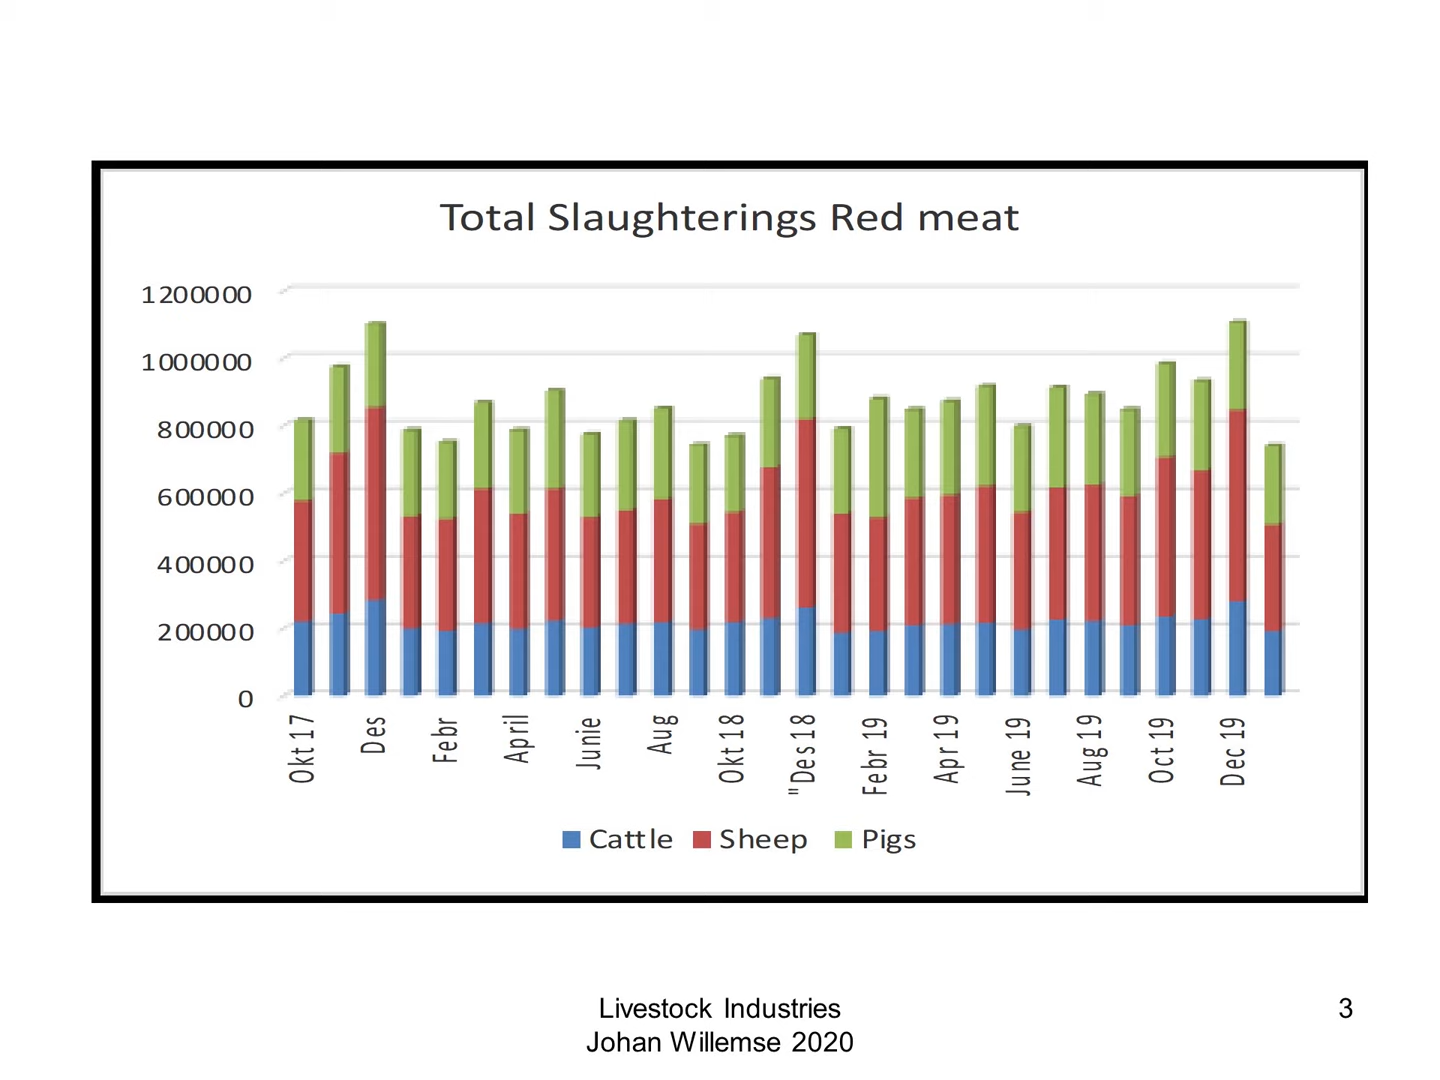 Total Slaughterings Red meat
1200000
1000000
800000
600000
400000
200000
0
Okt 17
Des
Febr
April
Junie
Aug
Okt 18
"Des 18
Febr 19
Apr 19
June 19
Aug 19
Oct 19
Dec 19
Cattle Sheep Pigs
Livestock Industries
Johan Willemse 2020
3